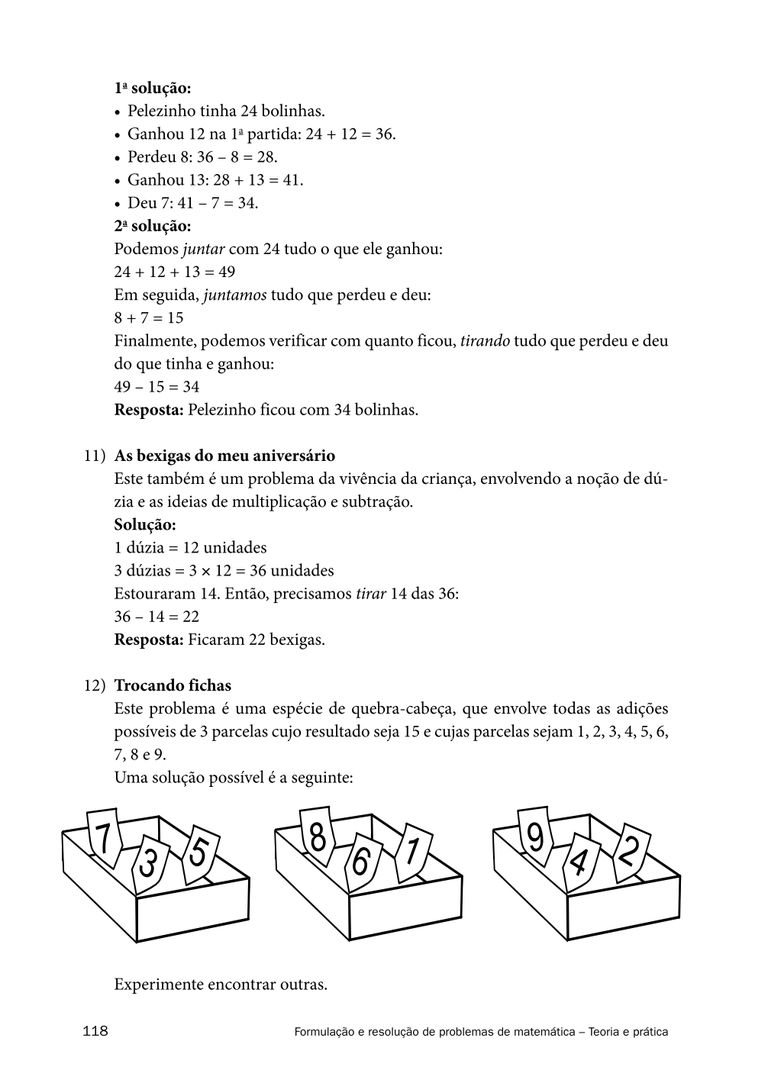 1ª solução:
• Pelezinho tinha 24 bolinhas.
• Ganhou 12 na 1ª partida: 24 + 12 = 36.
• Perdeu 8: 36 – 8 = 28.
• Ganhou 13: 28 + 13 = 41.
• Deu 7: 41 – 7 = 34.
2ª solução:
Podemos juntar com 24 tudo o que ele ganhou:
24 + 12 + 13 = 49
Em seguida, juntamos tudo que perdeu e deu:
8 + 7 = 15
Finalmente, podemos verificar com quanto ficou, tirando tudo que perdeu e deu
do que tinha e ganhou:
49 – 15 = 34
Resposta: Pelezinho ficou com 34 bolinhas.
11) As bexigas do meu aniversário
Este também é um problema da vivência da criança, envolvendo a noção de dú-
zia e as ideias de multiplicação e subtração.
Solução:
1 dúzia = 12 unidades
3 dúzias = 3 × 12 = 36 unidades
Estouraram 14. Então, precisamos tirar 14 das 36:
36 – 14 = 22
Resposta: Ficaram 22 bexigas.
12) Trocando fichas
Este problema é uma espécie de quebra-cabeça, que envolve todas as adições
possíveis de 3 parcelas cujo resultado seja 15 e cujas parcelas sejam 1, 2, 3, 4, 5, 6,
7, 8 e 9.
Uma solução possível é a seguinte:
7 3 5 8 6 1 9 4 2
Experimente encontrar outras.
118 Formulação e resolução de problemas de matemática – Teoria e prática